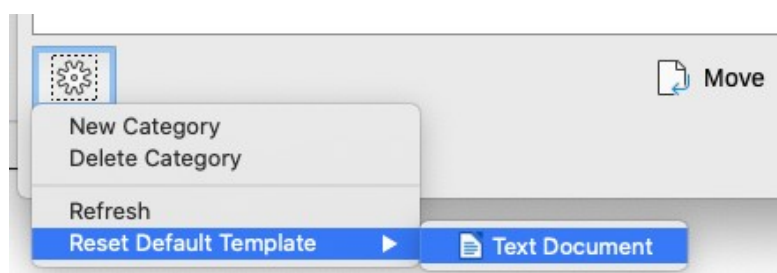 Move
New Category
Delete Category
Refresh
Reset Default Template
Text Document